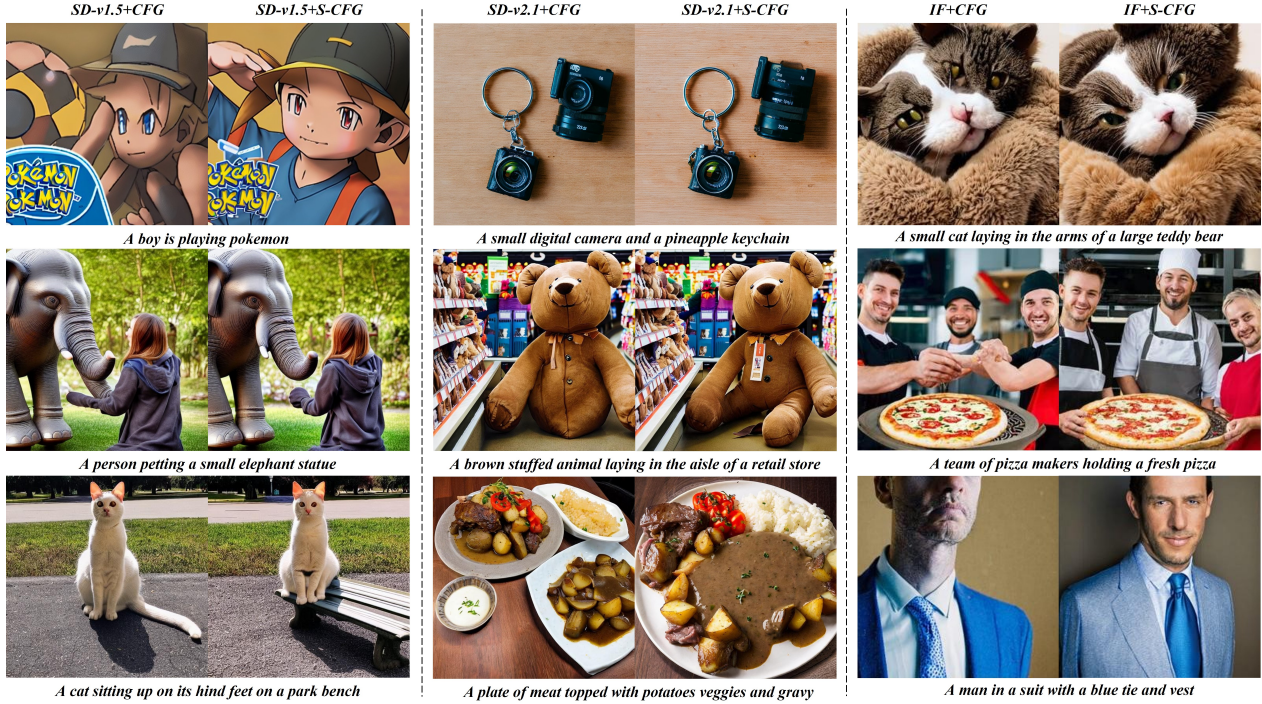 SD-v1.5+CFG
SD-v1.5+S-CFG
SD-v2.1+CFG
SD-v2.1+S-CFG
IF+CFG
IF+S-CFG
A boy is playing pokemon
A small digital camera and a pineapple keychain
A small cat laying in the arms of a large teddy bear
A person petting a small elephant statue
A brown stuffed animal laying in the aisle of a retail store
A team of pizza makers holding a fresh pizza
A cat sitting up on its hind feet on a park bench
A plate of meat topped with potatoes veggies and gravy
A man in a suit with a blue tie and vest